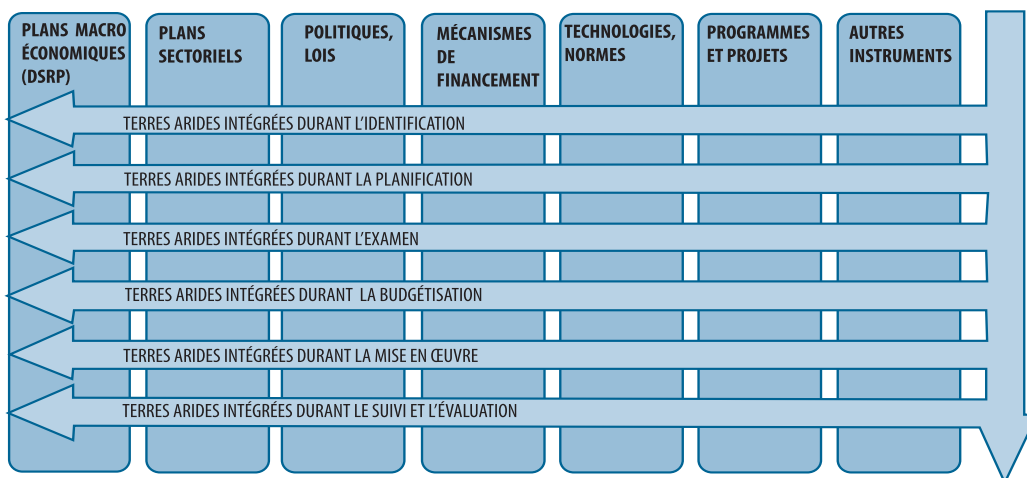 PLANS MACRO
ÉCONOMIQUES
(DSRP)
PLANS
SECTORIELS
POLITIQUES,
LOIS
MÉCANISMES
DE
FINANCEMENT
TECHNOLOGIES,
NORMES
PROGRAMMES
ET PROJETS
AUTRES
INSTRUMENTS
TERRES ARIDES INTÉGRÉES DURANT L'IDENTIFICATION
TERRES ARIDES INTÉGRÉES DURANT LA PLANIFICATION
TERRES ARIDES INTÉGRÉES DURANT L'EXAMEN
TERRES ARIDES INTÉGRÉES DURANT LA BUDGÉTISATION
TERRES ARIDES INTÉGRÉES DURANT LA MISE EN ŒUVRE
TERRES ARIDES INTÉGRÉES DURANT LE SUIVI ET L'ÉVALUATION